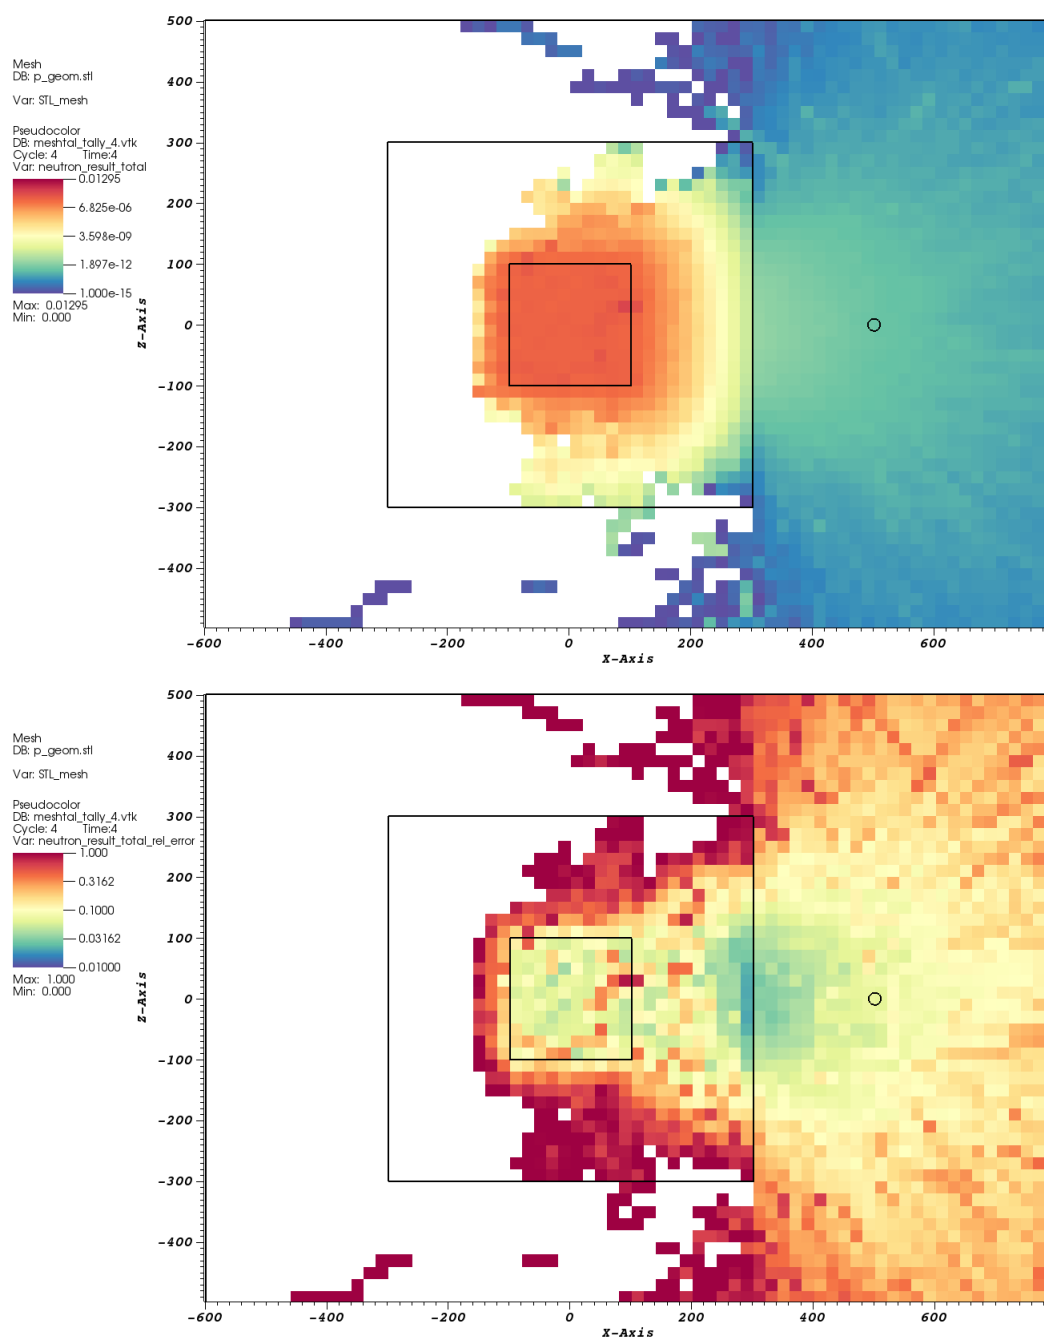 Mesh
DB: p_geom.stl
Var: STL_mesh
Pseudocolor
DB: meshtal_tally_4.vtk
Cycle: 4 Time:4
Var: neutron_result_total
0.01295
6.825e-06
3.598e-09
1.897e-12
1.000e-15
Max: 0.01295
Min: 0.000
Z-Axis
500
400
300
200
100
0
-100
-200
-300
-400
-600 -400 -200 0 200 400 600
X-Axis
Mesh
DB: p_geom.stl
Var: STL_mesh
Pseudocolor
DB: meshtal_tally_4.vtk
Cycle: 4 Time:4
Var: neutron_result_total_rel_error
1.000
0.3162
0.1000
0.03162
0.01000
Max: 1.000
Min: 0.000
Z-Axis
500
400
300
200
100
0
-100
-200
-300
-400
-600 -400 -200 0 200 400 600
X-Axis